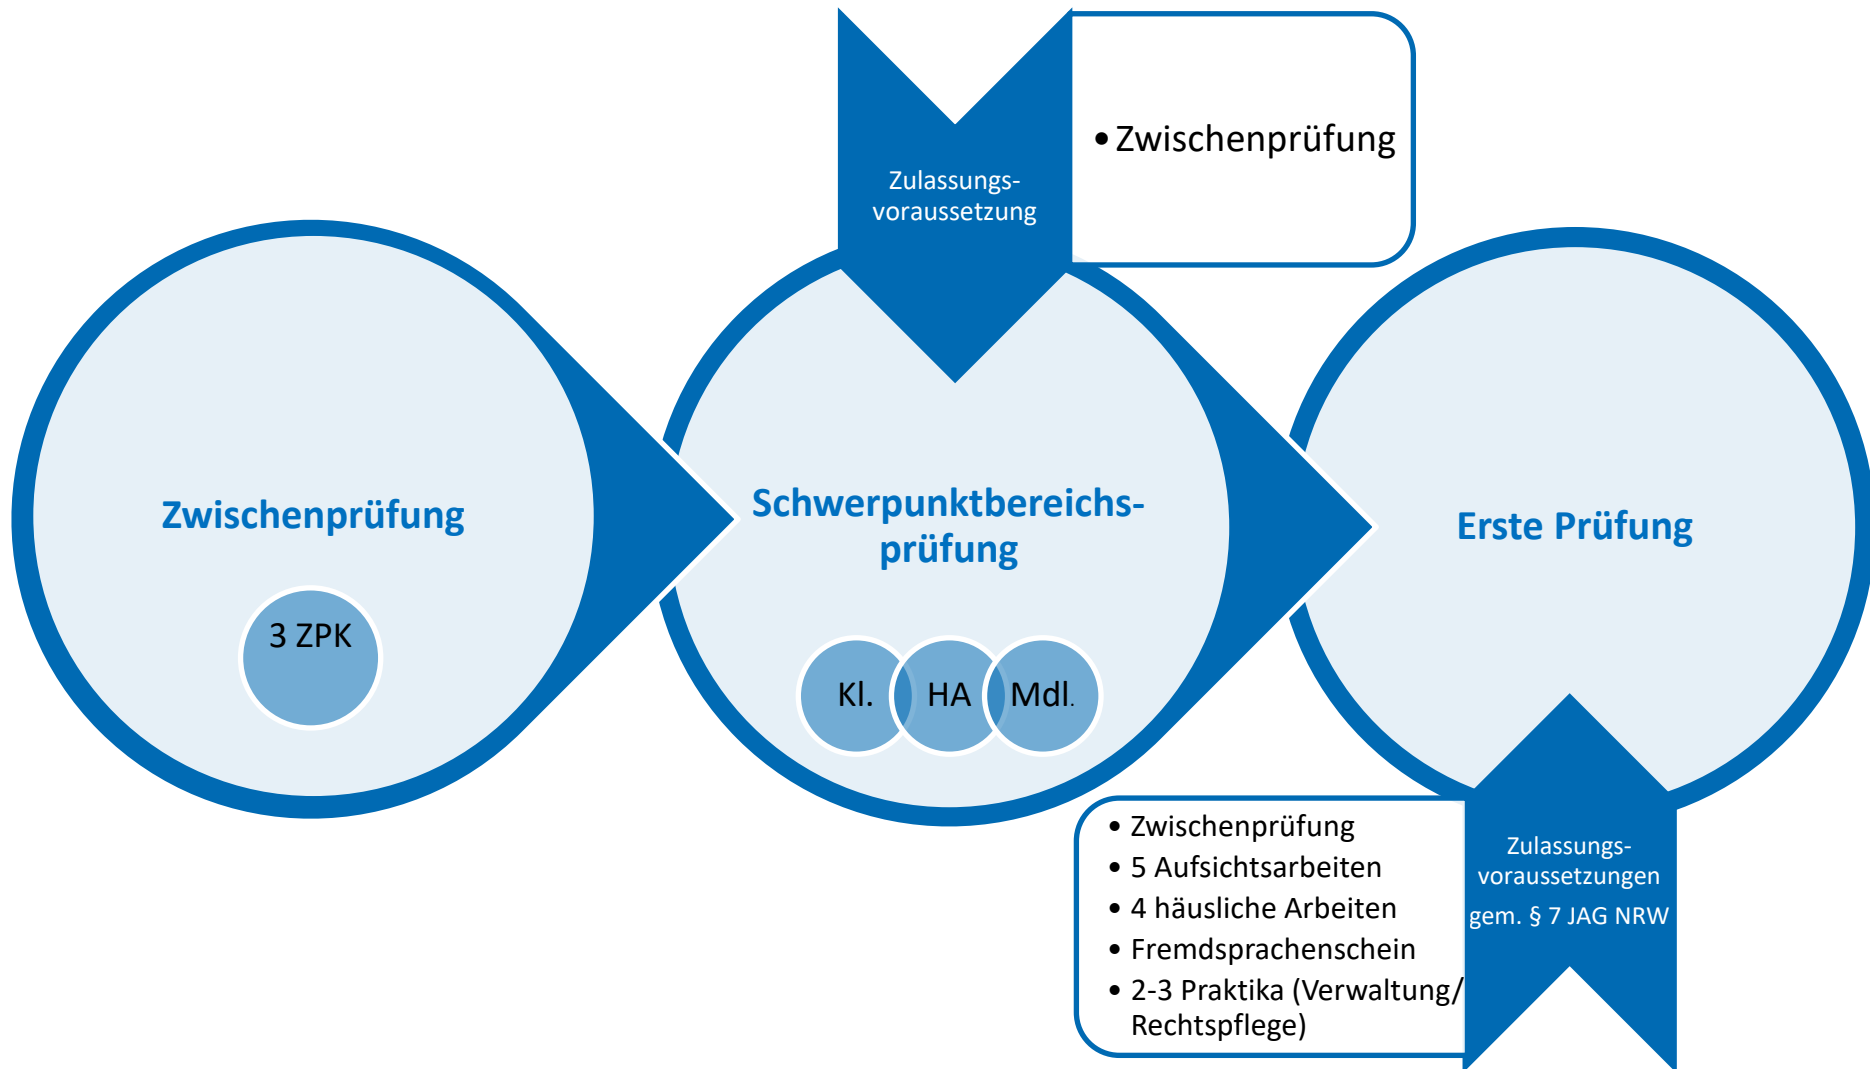 Zulassungs-
voraussetzung
• Zwischenprüfung
Zwischenprüfung
3 ZPK
Schwerpunktbereichs-
prüfung
Kl.
HA
Mdl.
Erste Prüfung
• Zwischenprüfung
• 5 Aufsichtsarbeiten
• 4 häusliche Arbeiten
• Fremdsprachenschein
• 2-3 Praktika (Verwaltung/
Rechtspflege)
Zulassungs-
voraussetzungen
gem. § 7 JAG NRW